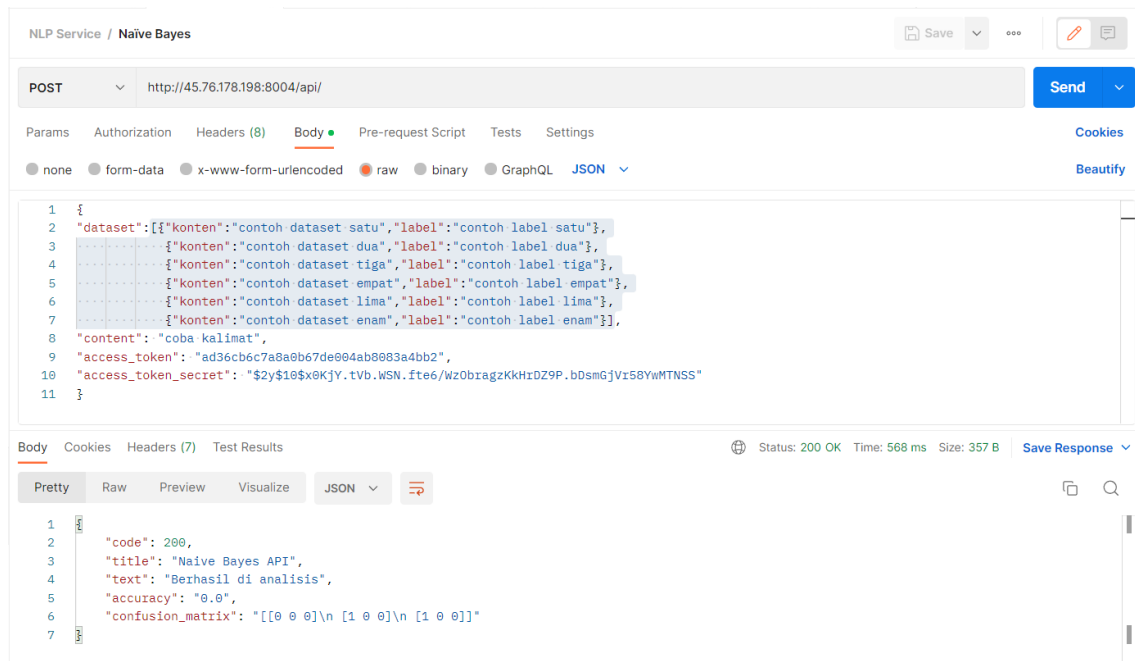 NLP Service / Naïve Bayes
Save
POST http://45.76.178.198:8004/api/ Send
Params Authorization Headers (8) Body Pre-request Script Tests Settings Cookies
none form-data x-www-form-urlencoded raw binary GraphQL JSON Beautify
1 {
2 "dataset":[{"konten":"contoh dataset satu","label":"contoh label satu"},
3 {"konten":"contoh dataset dua","label":"contoh label dua"},
4 {"konten":"contoh dataset tiga","label":"contoh label tiga"},
5 {"konten":"contoh dataset empat","label":"contoh label empat"},
6 {"konten":"contoh dataset lima","label":"contoh label lima"},
7 {"konten":"contoh dataset enam","label":"contoh label enam"}],
8 "content": "coba kalimat",
9 "access_token": "ad36cb6c7a8a0b67de004ab8083a4bb2",
10 "access_token_secret": "$2y$10$x0KjY.tVb.WSN.fte6/WzObragzKkHrDZ9P.bDsmGjVr58YwMTNSS"
11 }
Body Cookies Headers (7) Test Results Status: 200 OK Time: 568 ms Size: 357 B Save Response
Pretty Raw Preview Visualize JSON
1 {
2 "code": 200,
3 "title": "Naive Bayes API",
4 "text": "Berhasil di analisis",
5 "accuracy": "0.0",
6 "confusion_matrix": "[[0 0 0]\n [1 0 0]\n [1 0 0]]"
7 }